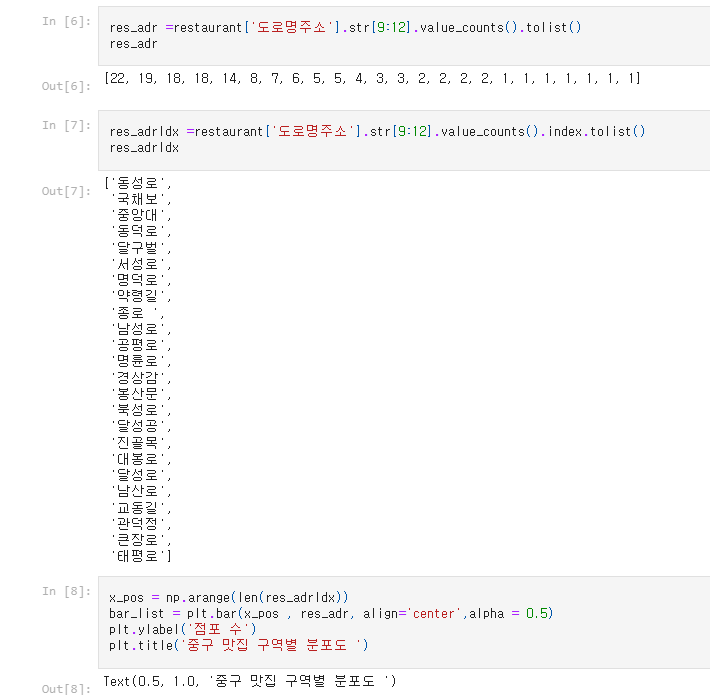 In [6]:
res_adr =restaurant['도로명주소'].str[9:12].value_counts().tolist()
res_adr
Out[6]:
[22, 19, 18, 18, 14, 8, 7, 6, 5, 5, 4, 3, 3, 2, 2, 2, 2, 1, 1, 1, 1, 1, 1, 1]
In [7]:
res_adrIdx =restaurant['도로명주소'].str[9:12].value_counts().index.tolist()
res_adrIdx
Out[7]:
['동성로',
'국채보',
'중앙대',
'동덕로',
'달구벌',
'서성로',
'명덕로',
'약령길',
'종로 ',
'남성로',
'공평로',
'명륜로',
'경상감',
'봉산문',
'북성로',
'달성공',
'진골목',
'대봉로',
'달성로',
'남산로',
'교동길',
'관덕정',
'큰장로',
'태평로']
In [8]:
x_pos = np.arange(len(res_adrIdx))
bar_list = plt.bar(x_pos , res_adr, align='center',alpha = 0.5)
plt.ylabel('점포 수')
plt.title('중구 맛집 구역별 분포도 ')
Out[8]:
Text(0.5, 1.0, '중구 맛집 구역별 분포도 ')